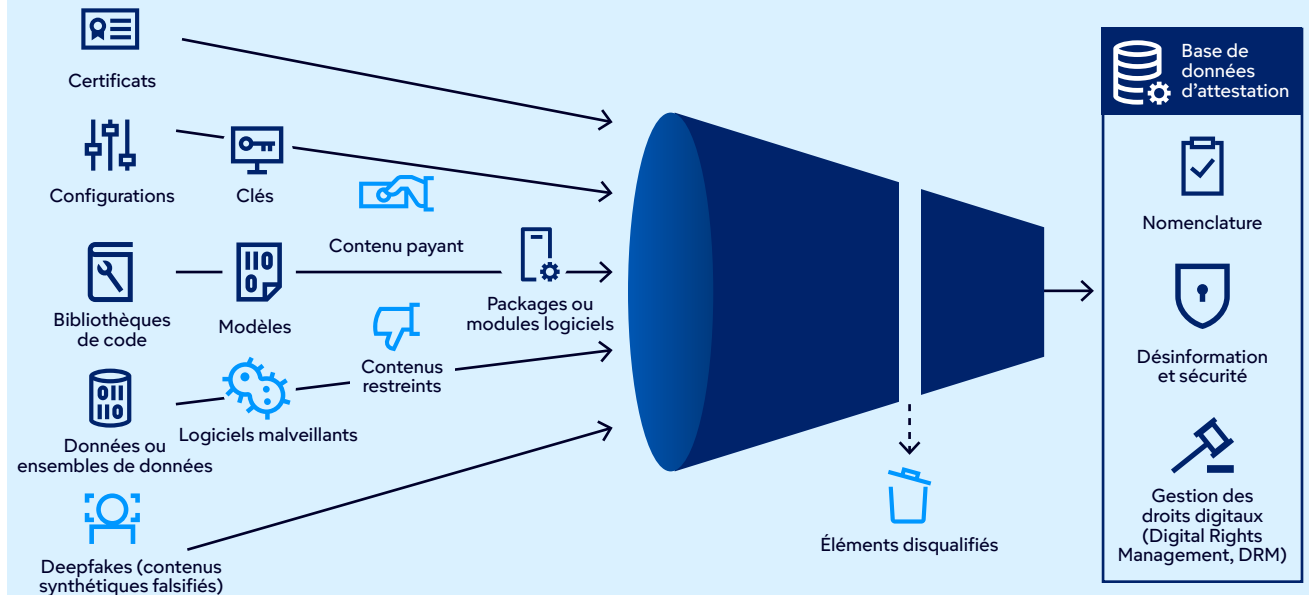 Certificats
Configurations
Clés
Contenu payant
Bibliothèques
de code
Modèles
Packages ou
modules logiciels
Contenus
restreints
Données ou
ensembles de données
Logiciels malveillants
Deepfakes (contenus
synthétiques falsifiés)
Éléments disqualifiés
Base de
données
d’attestation
Nomenclature
Désinformation
et sécurité
Gestion des
droits digitaux
(Digital Rights
Management, DRM)